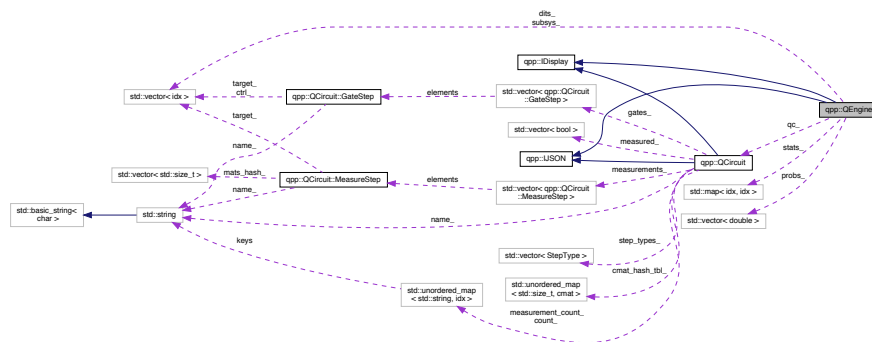 dits_
subsys_
qpp::IDisplay
target_
ctrl_
std::vector< idx >
qpp::QCircuit::GateStep
elements
std::vector< qpp::QCircuit
::GateStep >
qpp::QEngine
gates_
target_
std::vector< bool >
measured_
qc_
name_
stats_
qpp::IJSON
qpp::QCircuit
std::vector< std::size_t >
mats_hash_
qpp::QCircuit::MeasureStep
elements
measurements_
probs_
std::vector< qpp::QCircuit
::MeasureStep >
std::map< idx, idx >
name_
std::basic_string<
char >
std::string
name_
std::vector< double >
keys
step_types_
std::vector< StepType >
cmat_hash_tbl_
std::unordered_map
< std::size_t, cmat >
std::unordered_map
< std::string, idx >
measurement_count_
count_